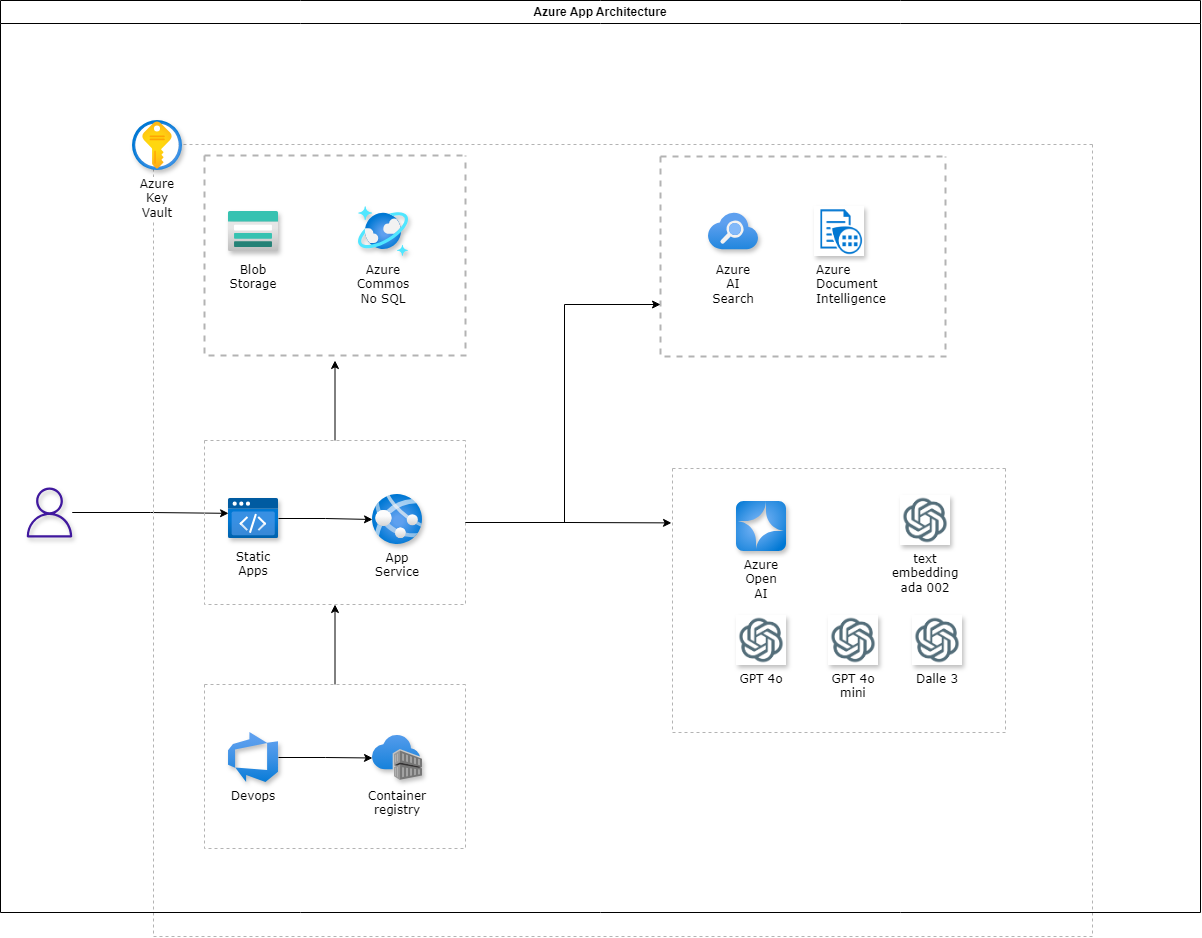 Azure App Architecture
Azure
Key
Vault
Blob
Storage
Azure
Commos
No SQL
Azure
AI
Search
Azure
Document
Intelligence
Static
Apps
App
Service
Azure
Open
AI
text
embedding
ada 002
GPT 4o
GPT 4o
mini
Dalle 3
Devops
Container
registry